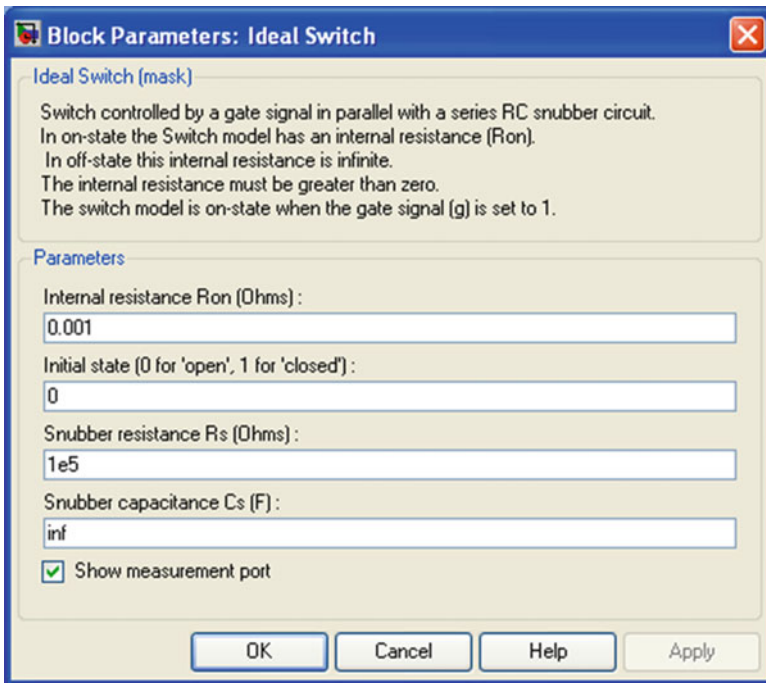 Block Parameters: Ideal Switch
Ideal Switch (mask)
Switch controlled by a gate signal in parallel with a series RC snubber circuit.
In on-state the Switch model has an internal resistance (Ron).
In off-state this internal resistance is infinite.
The internal resistance must be greater than zero.
The switch model is on-state when the gate signal (g) is set to 1.
Parameters
Internal resistance Ron (Ohms) :
0.001
Initial state (0 for 'open', 1 for 'closed') :
0
Snubber resistance Rs (Ohms) :
1e5
Snubber capacitance Cs (F) :
inf
Show measurement port
OK Cancel Help Apply